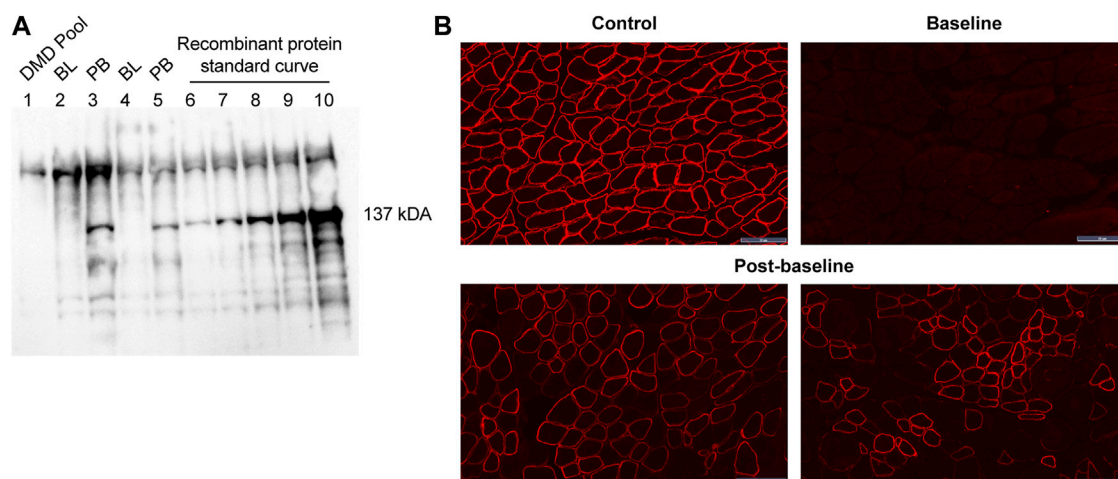 A
DMD Pool
BL
PB
BL
PB
Recombinant protein
standard curve
1 2 3 4 5 6 7 8 9 10
137 kDA
B
Control
Baseline
Post-baseline